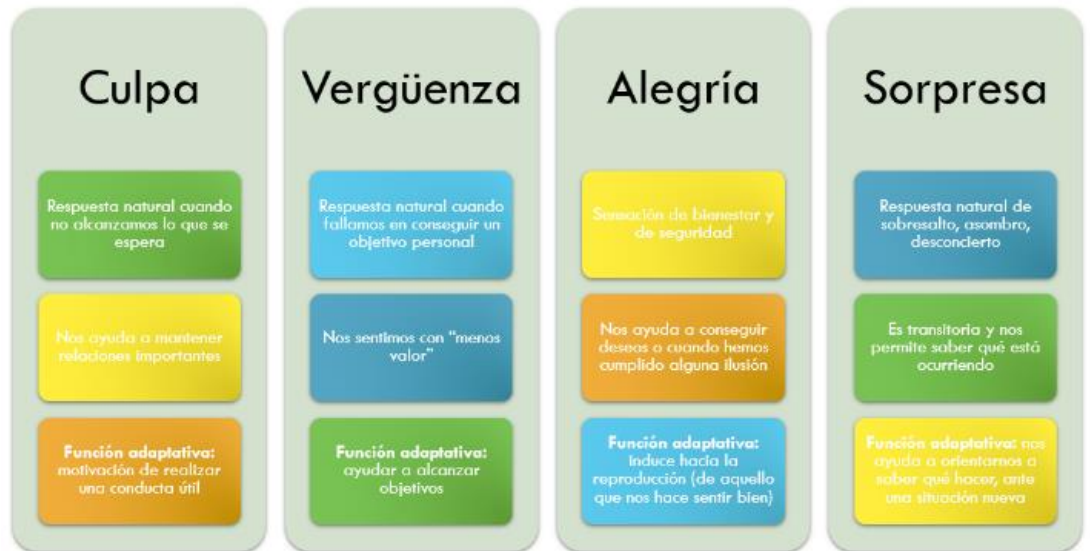 Culpa
Respuesta natural cuando
no alcanzamos lo que se
espera
Nos ayuda a mantener
relaciones importantes
Función adaptativa:
motivación de realizar
una conducta útil
Vergüenza
Respuesta natural cuando
fallamos en conseguir un
objetivo personal
Nos sentimos con "menos
valor"
Función adaptativa:
ayudar a alcanzar
objetivos
Alegría
Sensación de bienestar y
de seguridad
Nos ayuda a conseguir
deseos o cuando hemos
cumplido alguna ilusión
Función adaptativa:
induce hacia la
reproducción (de aquello
que nos hace sentir bien)
Sorpresa
Respuesta natural de
sobresalto, asombro,
desconcierto
Es transitoria y nos
permite saber qué está
ocurriendo
Función adaptativa: nos
ayuda a orientarnos a
saber qué hacer, ante
una situación nueva